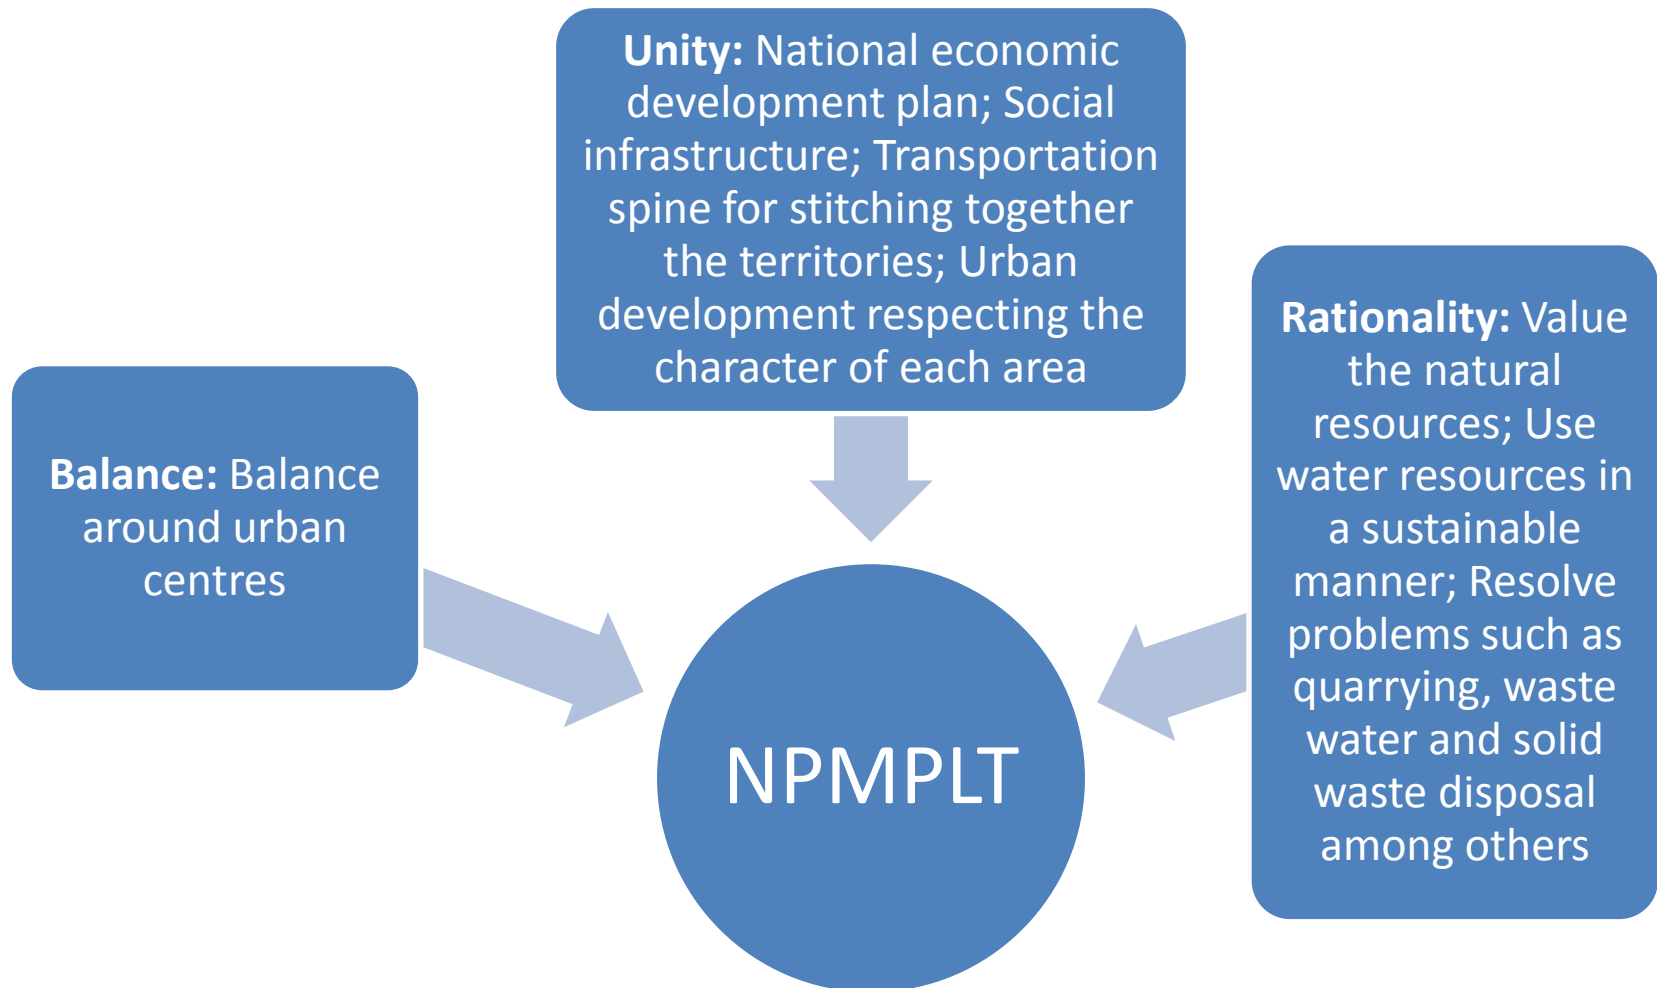 Unity: National economic
development plan; Social
infrastructure; Transportation
spine for stitching together
the territories; Urban
development respecting the
character of each area
Balance: Balance
around urban
centres
Rationality: Value
the natural
resources; Use
water resources in
a sustainable
manner; Resolve
problems such as
quarrying, waste
water and solid
waste disposal
among others
NPMPLT